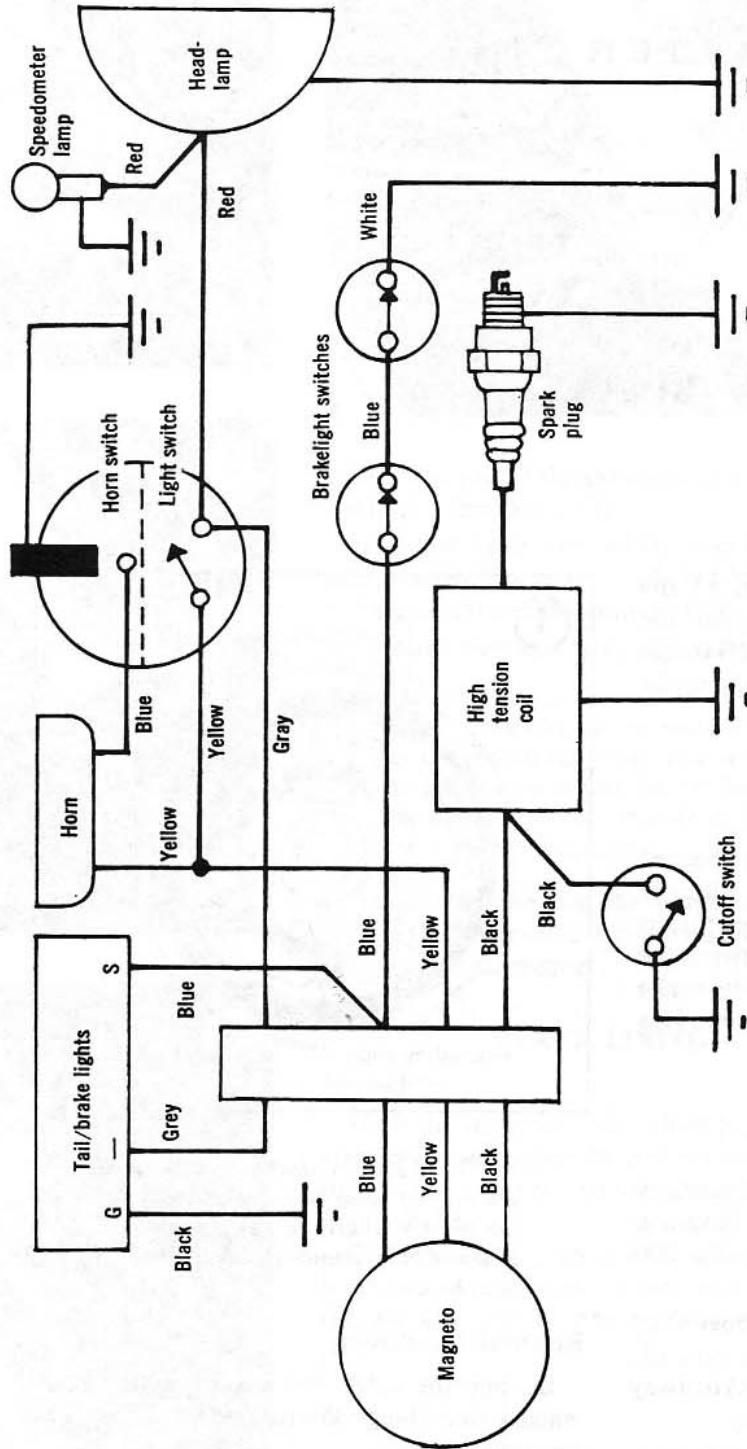 Speedometer
lamp
Horn
Tail/brake lights
G
I
S
Red
Head-
lamp
Red
Horn switch
Light switch
Blue
Yellow
Yellow
Gray
Blue
Grey
Black
White
Brakelight switches
Blue
Blue
Yellow
Black
Blue
Yellow
Black
Magneto
Spark
plug
High
tension
coil
Black
Cutoff switch